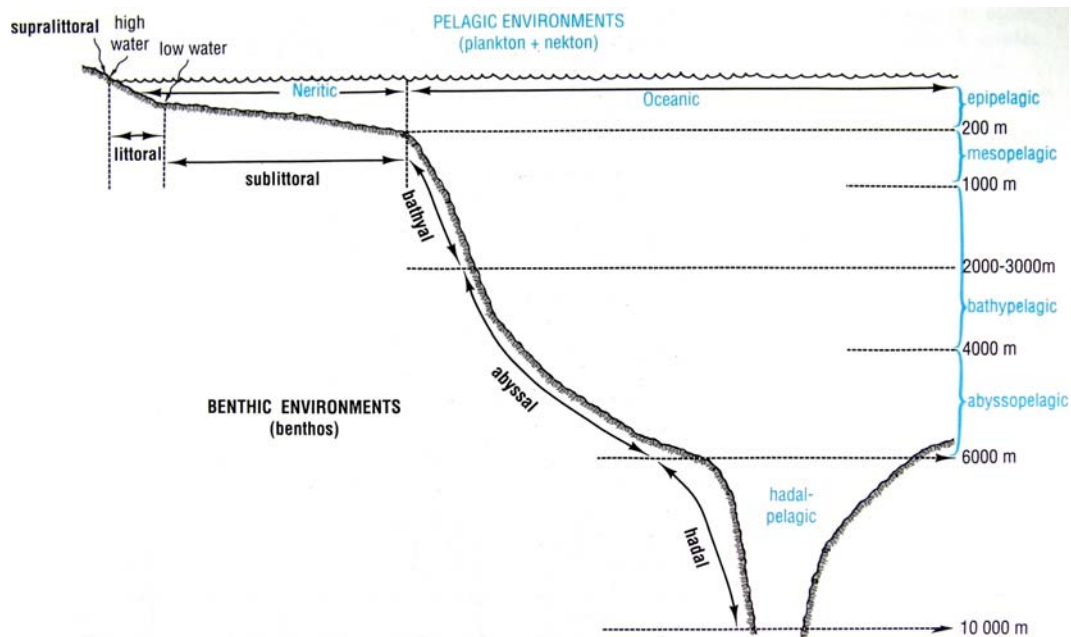 PELAGIC ENVIRONMENTS
(plankton + nekton)
supralittoral
high
water
low water
Neritic
Oceanic
epipelagic
200 m
littoral
sublittoral
mesopelagic
1000 m
bathyal
2000-3000m
bathypelagic
4000 m
abyssal
BENTHIC ENVIRONMENTS
(benthos)
abyssopelagic
6000 m
hadal-
pelagic
hadal
10 000 m